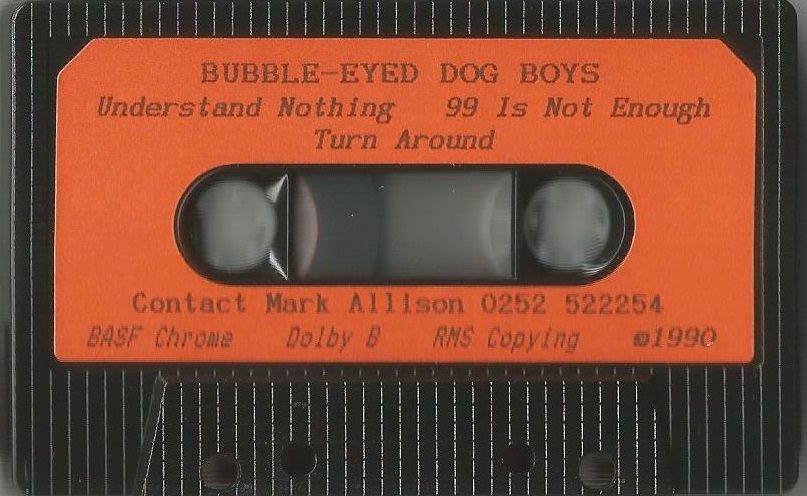 BUBBLE-EYED DOG BOYS
Understand Nothing 99 Is Not Enough
Turn Around
Contact Mark Allison 0252 522254
BASF Chrome Dolby B RMS Copying ©1990